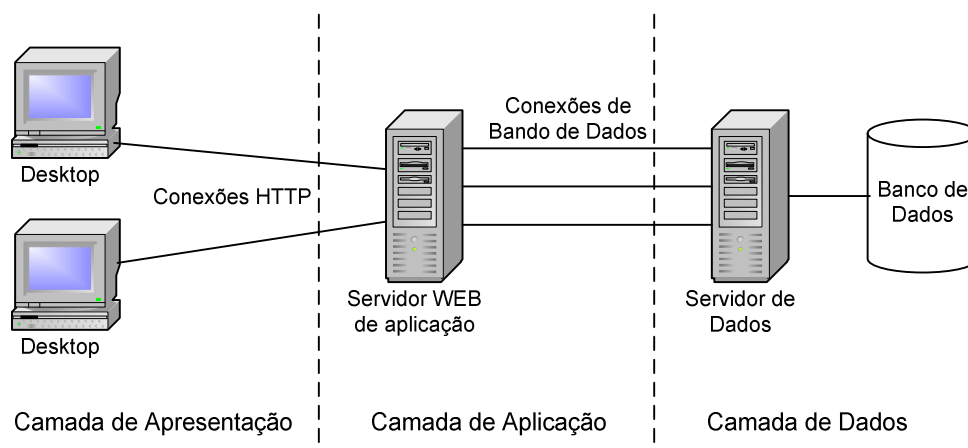 Conexões de
Bando de Dados
Desktop
Conexões HTTP
Banco de
Dados
Servidor WEB
de aplicação
Servidor de
Dados
Desktop
Camada de Apresentação
Camada de Aplicação
Camada de Dados